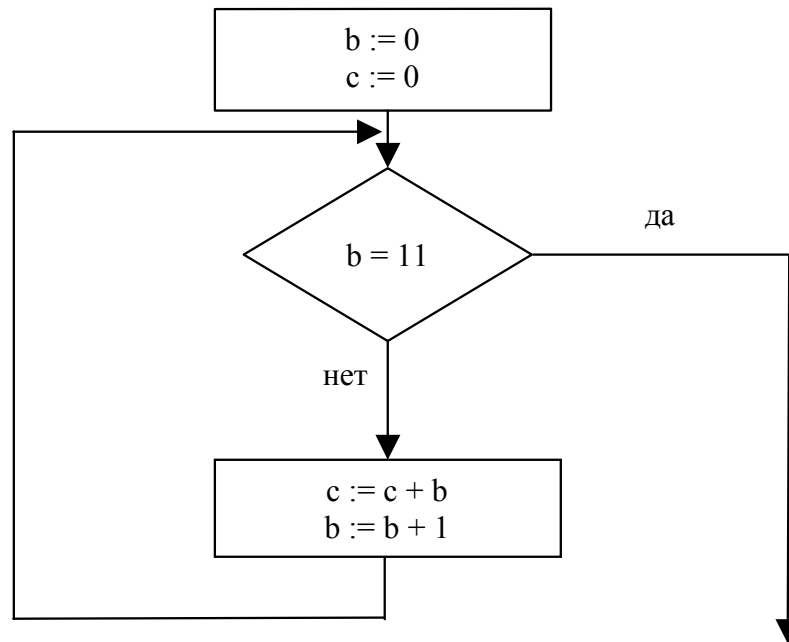 b := 0
c := 0
b = 11
да
нет
c := c + b
b := b + 1